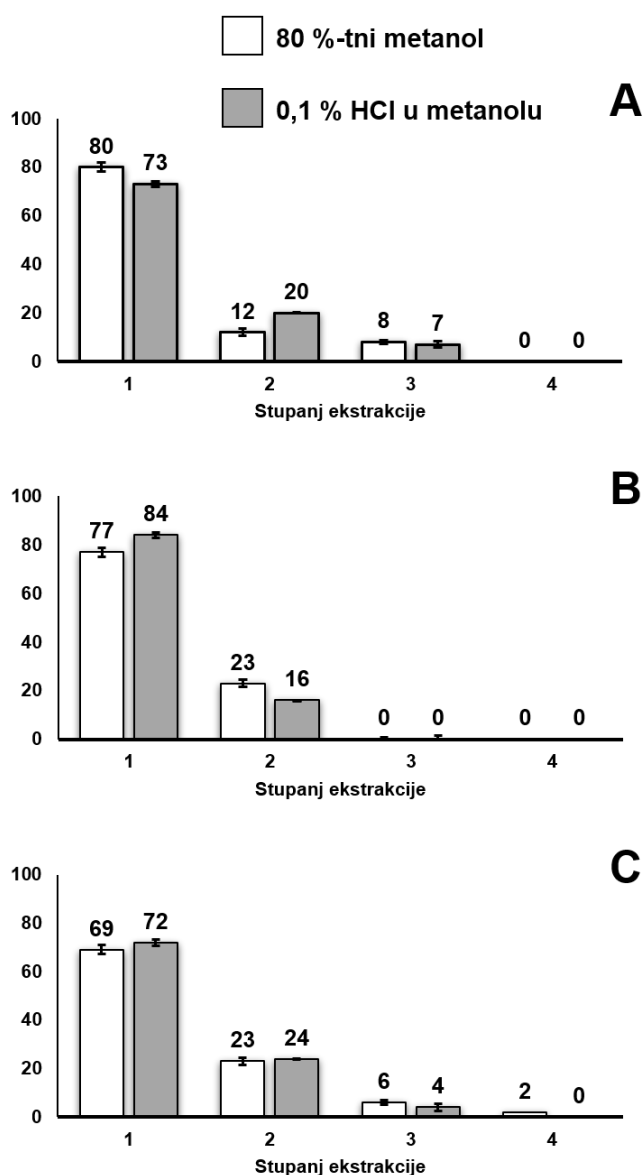 80 %-tni metanol
0,1 % HCl u metanolu
A
100
80
60
40
20
0
80 73
12 20
8 7
0 0
1 2 3 4
Stupanj ekstrakcije
B
100
80
60
40
20
0
77 84
23 16
0 0
0 0
1 2 3 4
Stupanj ekstrakcije
C
100
80
60
40
20
0
69 72
23 24
6 4
2 0
1 2 3 4
Stupanj ekstrakcije